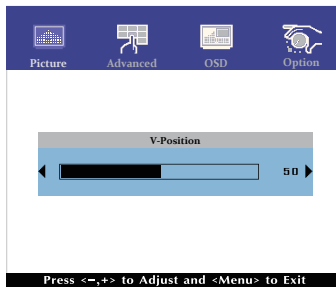 Picture Advanced OSD Option
V-Position
50
Press <–,+> to Adjust and <Menu> to Exit